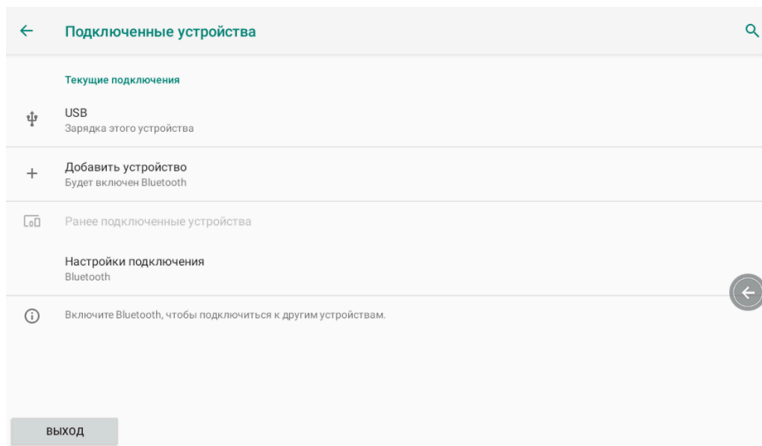 Подключенные устройства
Текущие подключения
USB
Зарядка этого устройства
Добавить устройство
Будет включен Bluetooth
Ранее подключенные устройства
Настройки подключения
Bluetooth
Включите Bluetooth, чтобы подключиться к другим устройствам.
ВЫХОД